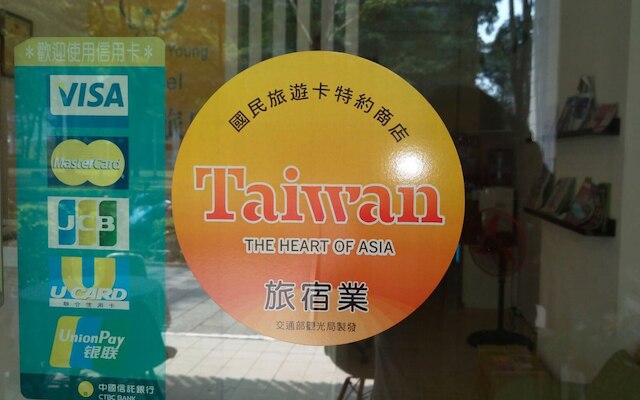 ＊歡迎使用信用卡＊
VISA
MasterCard
JCB
U CARD
聯合信用卡
UnionPay
银联
中國信託銀行
CTBC BANK
Young
el
國民旅遊卡特約商店
Taiwan
THE HEART OF ASIA
旅宿業
交通部觀光局製發